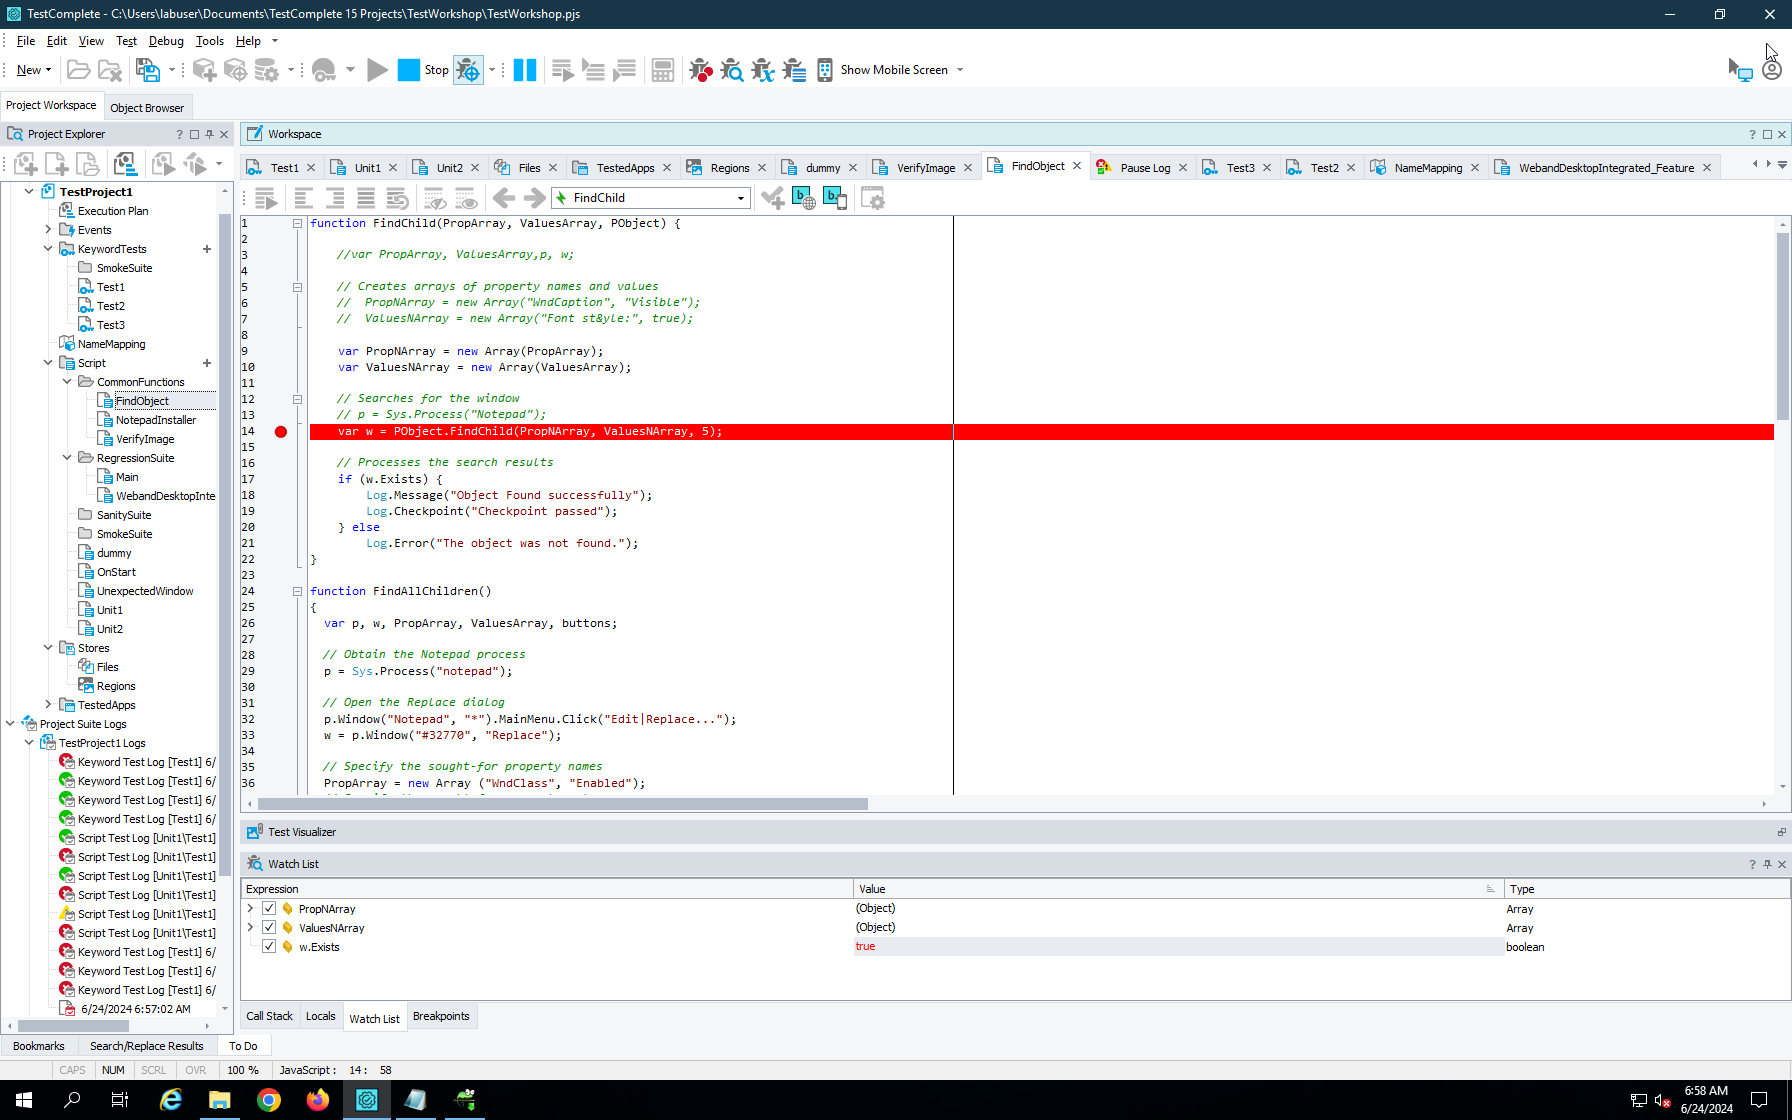 TestComplete - C:\Users\labuser\Documents\TestComplete 15 Projects\TestWorkshop\TestWorkshop.pjs
File Edit View Test Debug Tools Help
New Stop Show Mobile Screen
Project Workspace Object Browser
Project Explorer
Workspace
Test1 Unit1 Unit2 Files TestedApps Regions dummy VerifyImage FindObject Pause Log Test3 Test2 NameMapping WebandDesktopIntegrated_Feature
FindChild
TestProject1
Execution Plan
Events
KeywordTests
SmokeSuite
Test1
Test2
Test3
NameMapping
Script
CommonFunctions
FindObject
NotepadInstaller
VerifyImage
RegressionSuite
Main
WebandDesktopInte
SanitySuite
SmokeSuite
dummy
OnStart
UnexpectedWindow
Unit1
Unit2
Stores
Files
Regions
TestedApps
Project Suite Logs
TestProject1 Logs
Keyword Test Log [Test1] 6/
Keyword Test Log [Test1] 6/
Keyword Test Log [Test1] 6/
Keyword Test Log [Test1] 6/
Script Test Log [Unit1\Test1]
Script Test Log [Unit1\Test1]
Script Test Log [Unit1\Test1]
Script Test Log [Unit1\Test1]
Script Test Log [Unit1\Test1]
Script Test Log [Unit1\Test1]
Keyword Test Log [Test1] 6/
Keyword Test Log [Test1] 6/
Keyword Test Log [Test1] 6/
6/24/2024 6:57:02 AM
1 function FindChild(PropArray, ValuesArray, PObject) {
2
3 //var PropArray, ValuesArray,p, w;
4
5 // Creates arrays of property names and values
6 // PropNArray = new Array("WndCaption", "Visible");
7 // ValuesNArray = new Array("Font st&yle:", true);
8
9 var PropNArray = new Array(PropArray);
10 var ValuesNArray = new Array(ValuesArray);
11
12 // Searches for the window
13 // p = Sys.Process("Notepad");
14 var w = PObject.FindChild(PropNArray, ValuesNArray, 5);
15
16 // Processes the search results
17 if (w.Exists) {
18 Log.Message("Object Found successfully");
19 Log.Checkpoint("Checkpoint passed");
20 } else
21 Log.Error("The object was not found.");
22 }
23
24 function FindAllChildren()
25 {
26 var p, w, PropArray, ValuesArray, buttons;
27
28 // Obtain the Notepad process
29 p = Sys.Process("notepad");
30
31 // Open the Replace dialog
32 p.Window("Notepad", "*").MainMenu.Click("Edit|Replace...");
33 w = p.Window("#32770", "Replace");
34
35 // Specify the sought-for property names
36 PropArray = new Array ("WndClass", "Enabled");
Test Visualizer
Watch List
Expression Value Type
PropNArray (Object) Array
ValuesNArray (Object) Array
w.Exists true boolean
Call Stack Locals Watch List Breakpoints
Bookmarks Search/Replace Results To Do
CAPS NUM SCRL OVR 100 % JavaScript : 14 : 58
6:58 AM
6/24/2024